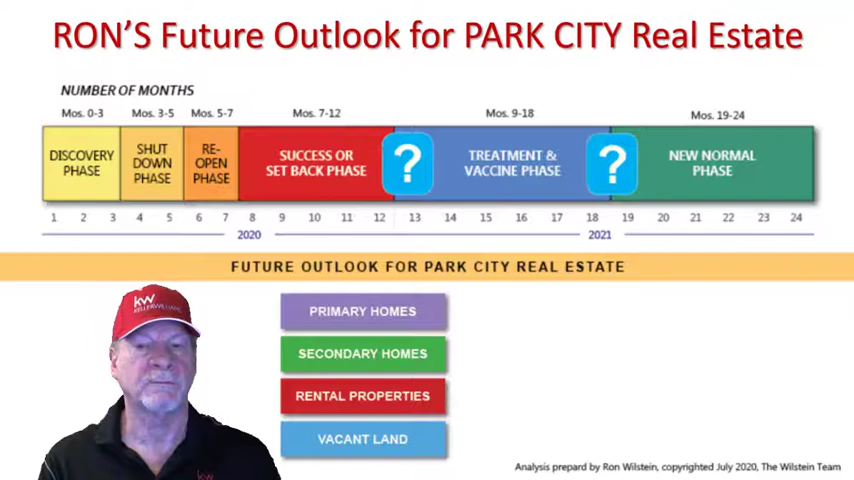 RON'S Future Outlook for PARK CITY Real Estate
NUMBER OF MONTHS
Mos. 0-3 Mos. 3-5 Mos. 5-7 Mos. 7-12 Mos. 9-18 Mos. 19-24
DISCOVERY
PHASE
SHUT
DOWN
PHASE
RE-
OPEN
PHASE
SUCCESS OR
SET BACK PHASE
?
TREATMENT &
VACCINE PHASE
?
NEW NORMAL
PHASE
1 2 3 4 5 6 7 8 9 10 11 12 13 14 15 16 17 18 19 20 21 22 23 24
2020 2021
FUTURE OUTLOOK FOR PARK CITY REAL ESTATE
PRIMARY HOMES
SECONDARY HOMES
RENTAL PROPERTIES
VACANT LAND
kw
KELLERWILLIAMS
kw
Analysis prepared by Ron Wilstein, copyrighted July 2020, The Wilstein Team